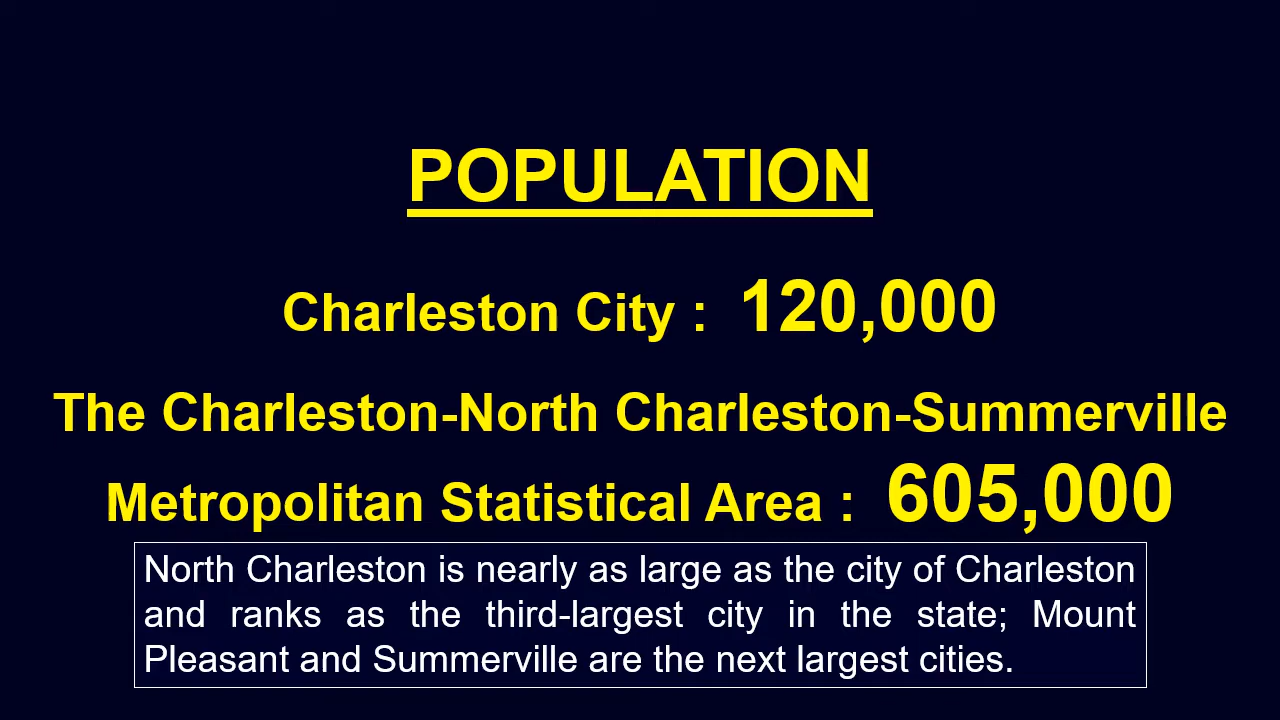 POPULATION
Charleston City : 120,000
The Charleston-North Charleston-Summerville
Metropolitan Statistical Area : 605,000
North Charleston is nearly as large as the city of Charleston
and ranks as the third-largest city in the state; Mount
Pleasant and Summerville are the next largest cities.